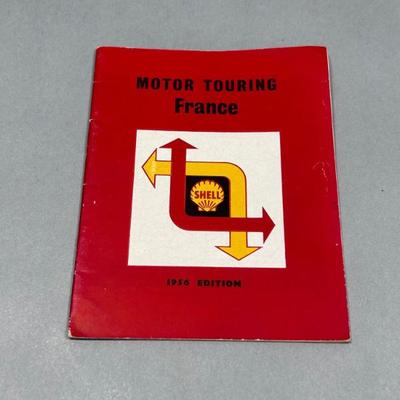 MOTOR TOURING
France
SHELL
1956 EDITION